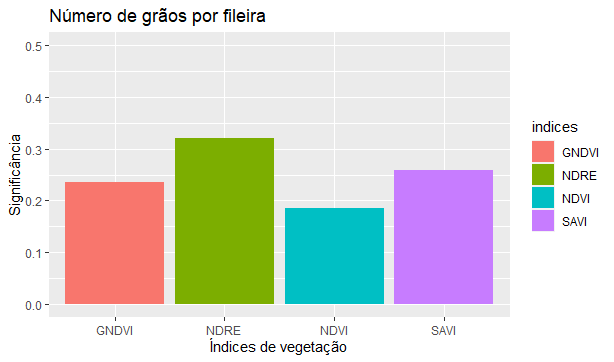 Número de grãos por fileira
Significância
0.5
0.4
0.3
0.2
0.1
0.0
GNDVI
NDRE
NDVI
SAVI
Índices de vegetação
indices
GNDVI
NDRE
NDVI
SAVI